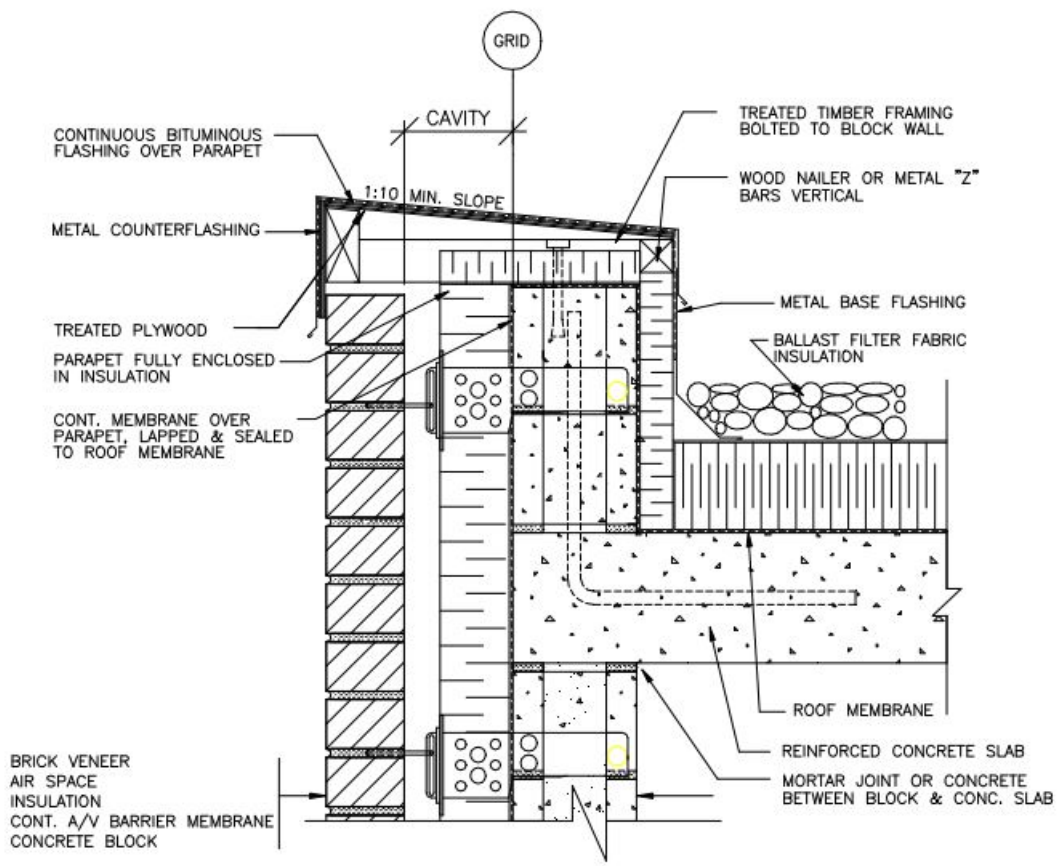 GRID
CAVITY
CONTINUOUS BITUMINOUS
FLASHING OVER PARAPET
1:10 MIN. SLOPE
METAL COUNTERFLASHING
TREATED PLYWOOD
PARAPET FULLY ENCLOSED
IN INSULATION
CONT. MEMBRANE OVER
PARAPET, LAPPED & SEALED
TO ROOF MEMBRANE
BRICK VENEER
AIR SPACE
INSULATION
CONT. A/V BARRIER MEMBRANE
CONCRETE BLOCK
TREATED TIMBER FRAMING
BOLTED TO BLOCK WALL
WOOD NAILER OR METAL "Z"
BARS VERTICAL
METAL BASE FLASHING
BALLAST FILTER FABRIC
INSULATION
ROOF MEMBRANE
REINFORCED CONCRETE SLAB
MORTAR JOINT OR CONCRETE
BETWEEN BLOCK & CONC. SLAB